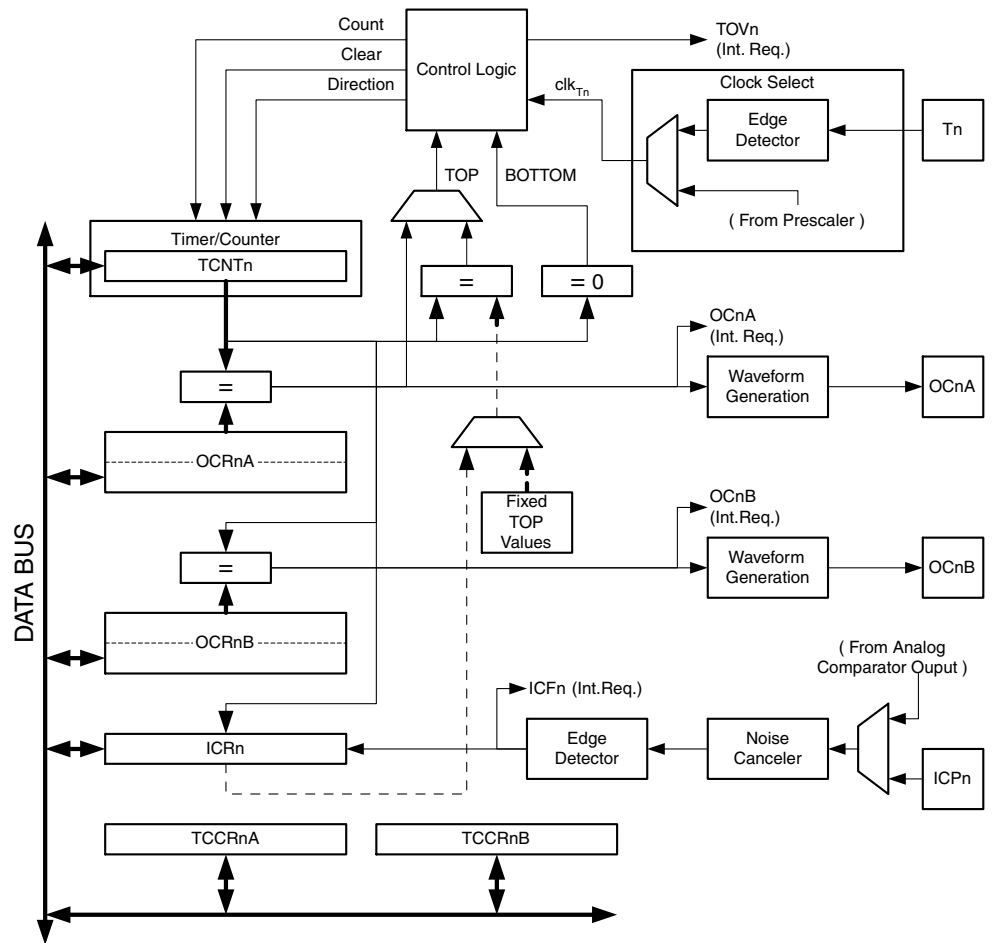 Count
Clear
Direction
Control Logic
TOVn
(Int. Req.)
clkTn
Clock Select
Edge
Detector
Tn
( From Prescaler )
TOP
BOTTOM
Timer/Counter
TCNTn
=
= 0
=
OCnA
(Int. Req.)
Waveform
Generation
OCnA
OCRnA
Fixed
TOP
Values
OCnB
(Int.Req.)
=
Waveform
Generation
OCnB
DATA BUS
OCRnB
( From Analog
Comparator Ouput )
ICFn (Int.Req.)
ICRn
Edge
Detector
Noise
Canceler
ICPn
TCCRnA
TCCRnB